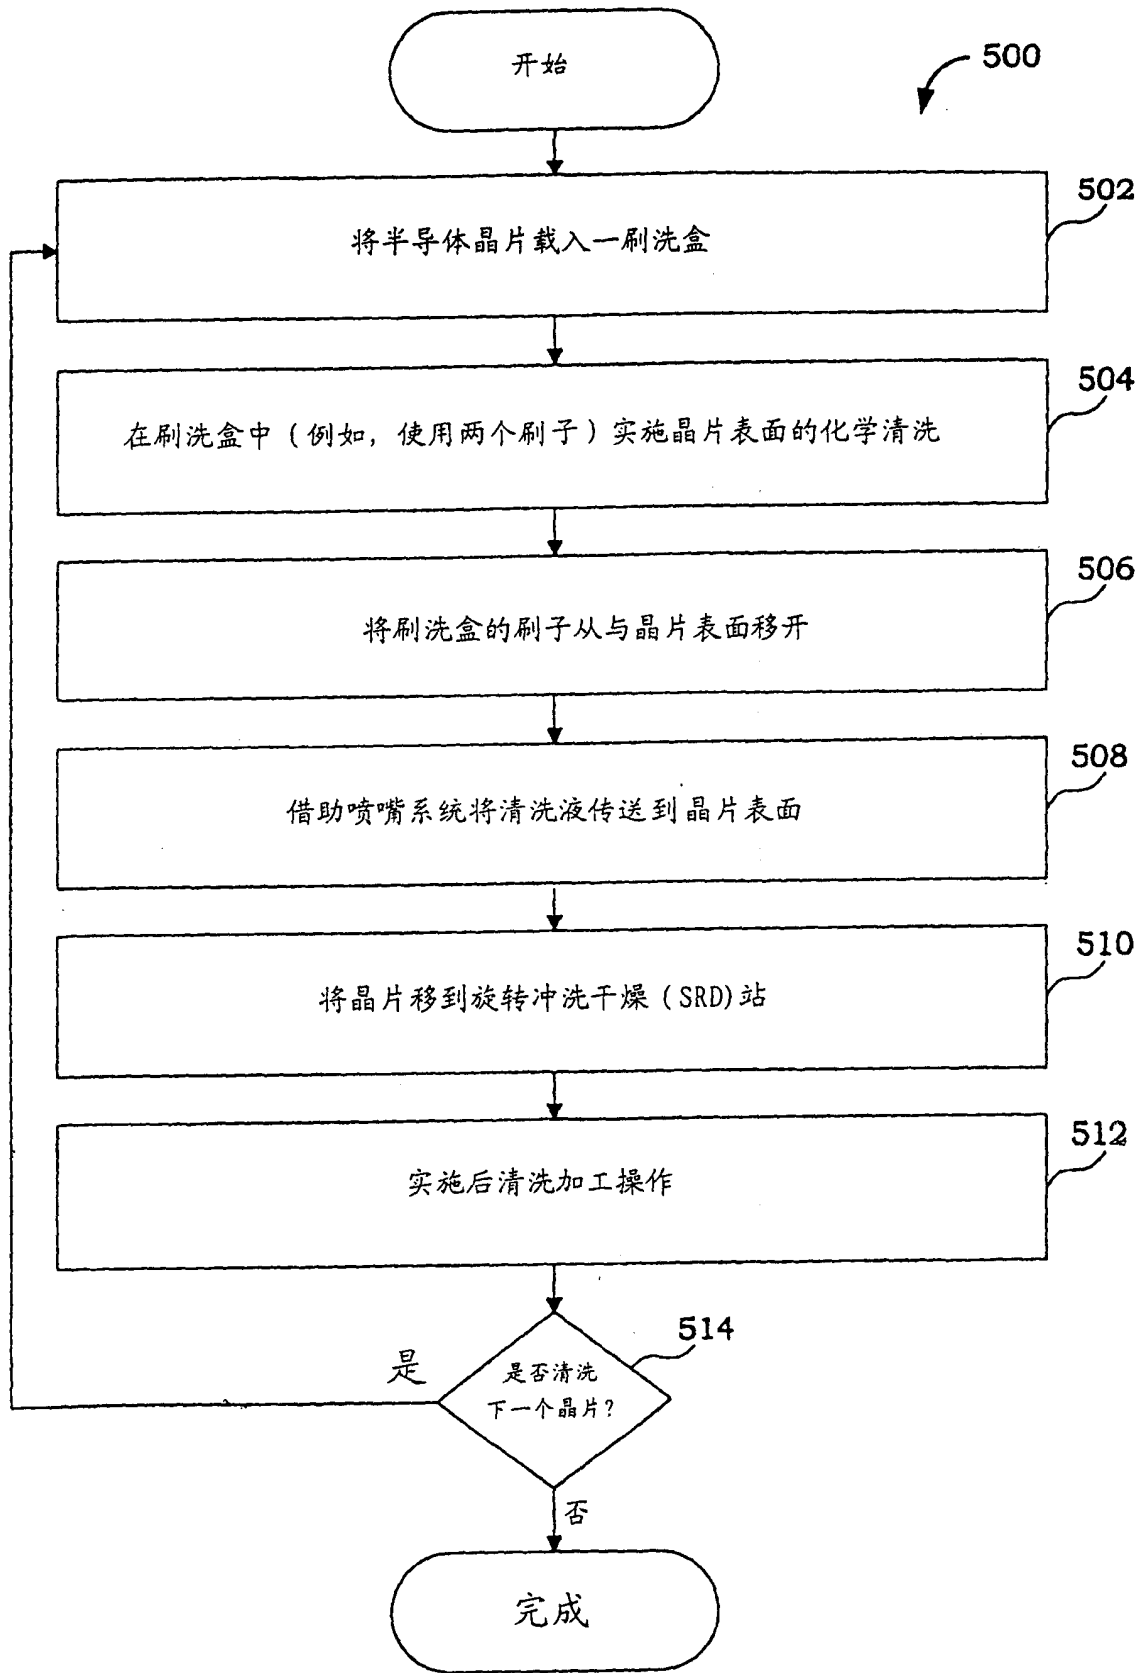 开始
500
502
将半导体晶片载入一刷洗盒
504
在刷洗盒中（例如，使用两个刷子）实施晶片表面的化学清洗
506
将刷洗盒的刷子从与晶片表面移开
508
借助喷嘴系统将清洗液传送到晶片表面
510
将晶片移到旋转冲洗干燥（SRD)站
512
实施后清洗加工操作
514
是
是否清洗
下一个晶片?
否
完成